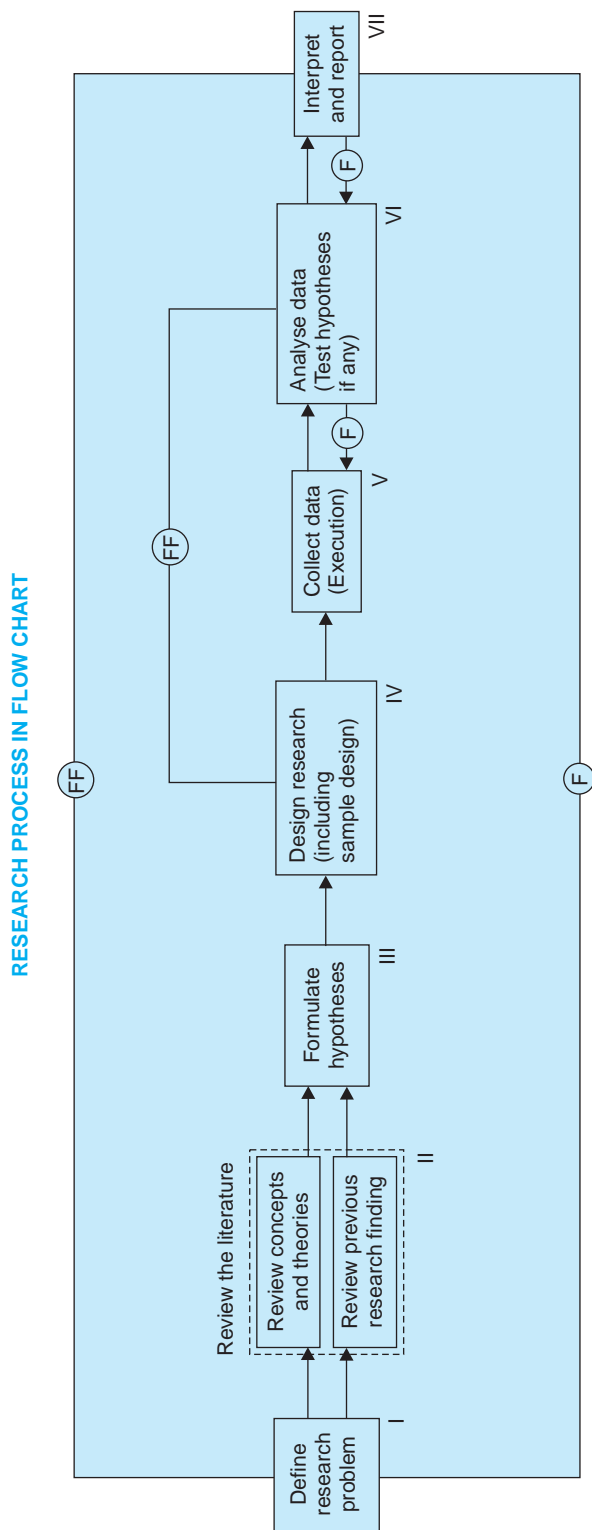 RESEARCH PROCESS IN FLOW CHART
FF
FF
Define
research
problem
I
Review the literature
Review concepts
and theories
Review previous
research finding
II
Formulate
hypotheses
III
Design research
(including
sample design)
IV
Collect data
(Execution)
V
F
Analyse data
(Test hypotheses
if any)
VI
F
Interpret
and report
VII
F